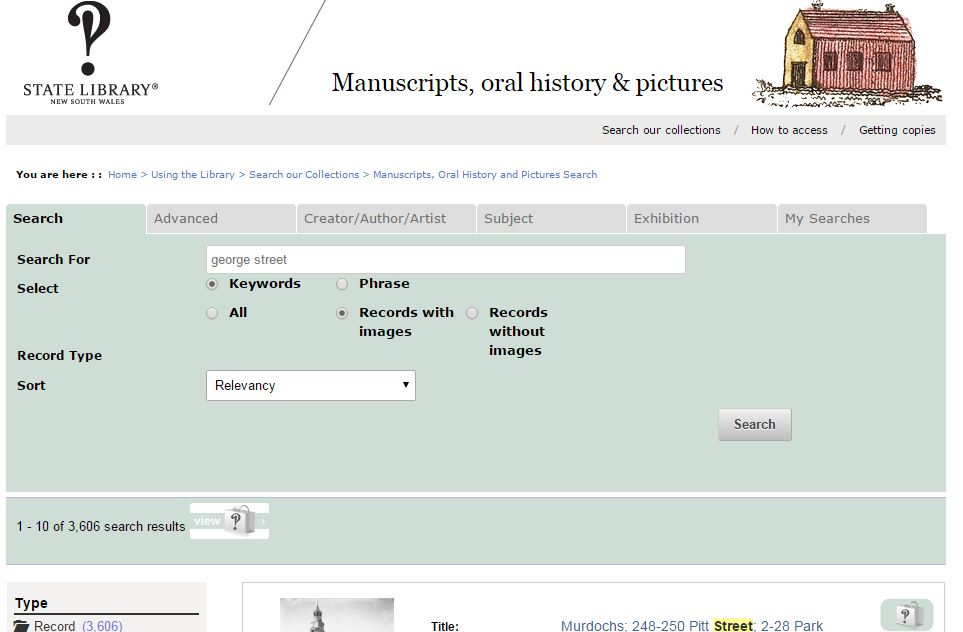 STATE LIBRARY®
NEW SOUTH WALES
Manuscripts, oral history & pictures
Search our collections / How to access / Getting copies
You are here : : Home > Using the Library > Search our Collections > Manuscripts, Oral History and Pictures Search
Search Advanced Creator/Author/Artist Subject Exhibition My Searches
Search For george street
Select Keywords Phrase
All Records with images Records without images
Record Type
Sort Relevancy
Search
1 - 10 of 3,606 search results view
Type
Record (3,606)
Title: Murdochs; 248-250 Pitt Street; 2-28 Park